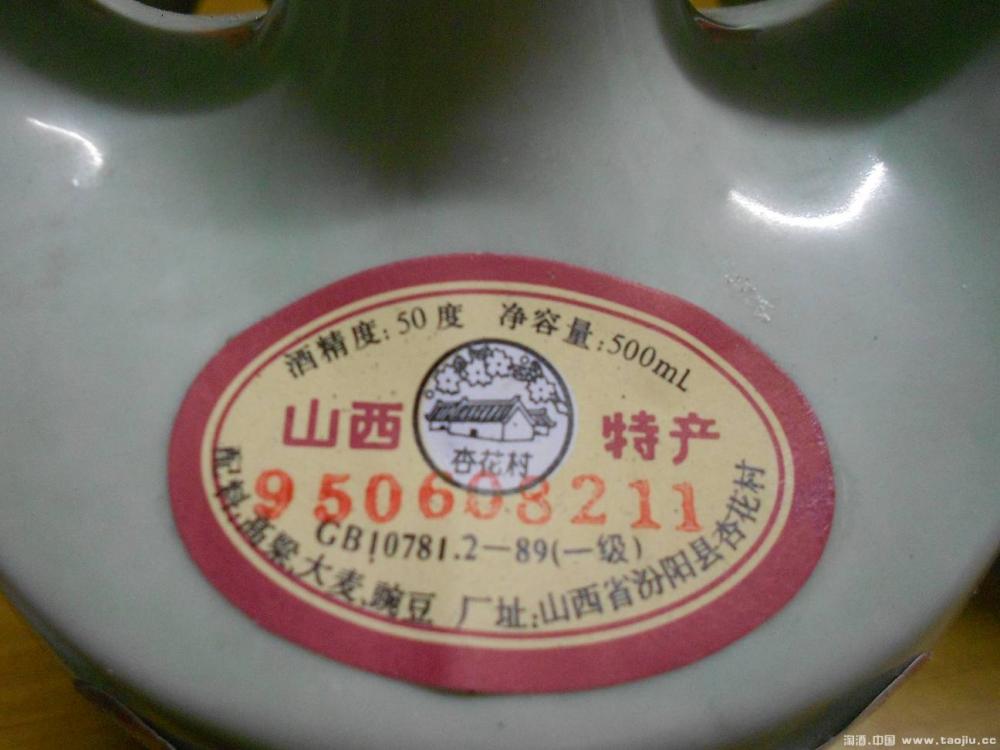 酒精度:50度 净容量:500mL
山西 特产
杏花村
950608211
GB10781.2—89(一级)
配料:高粱.大麦.豌豆 厂址:山西省汾阳县杏花村
淘酒.中国 www.taojiu.cc